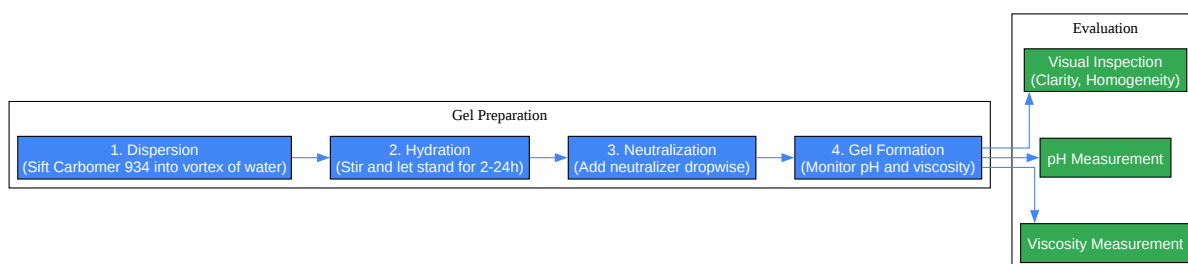 Evaluation
Visual Inspection
(Clarity, Homogeneity)
Gel Preparation
1. Dispersion
(Sift Carbomer 934 into vortex of water)
2. Hydration
(Stir and let stand for 2-24h)
3. Neutralization
(Add neutralizer dropwise)
4. Gel Formation
(Monitor pH and viscosity)
pH Measurement
Viscosity Measurement